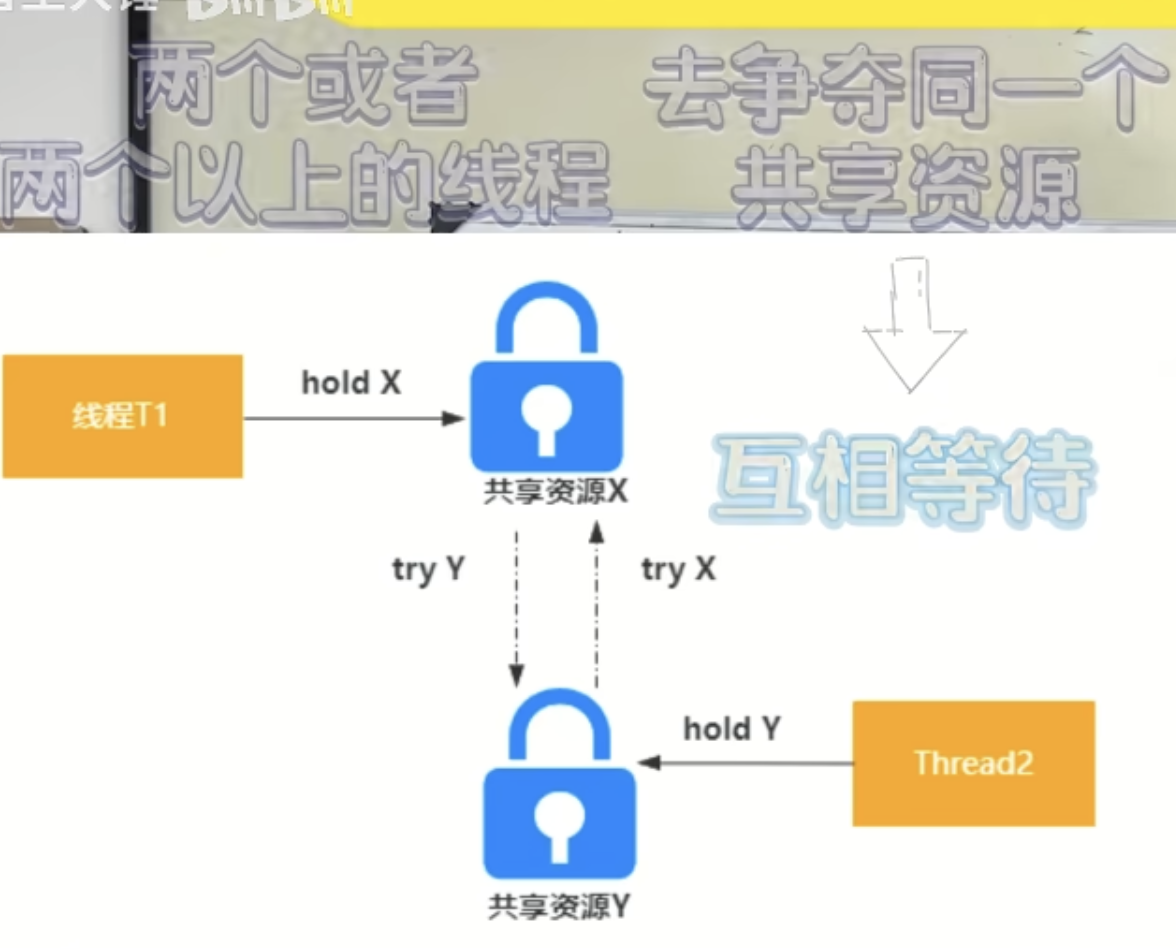 两个或者
两个以上的线程
去争夺同一个
共享资源
hold X
线程T1
共享资源X
互相等待
try Y
try X
hold Y
Thread2
共享资源Y